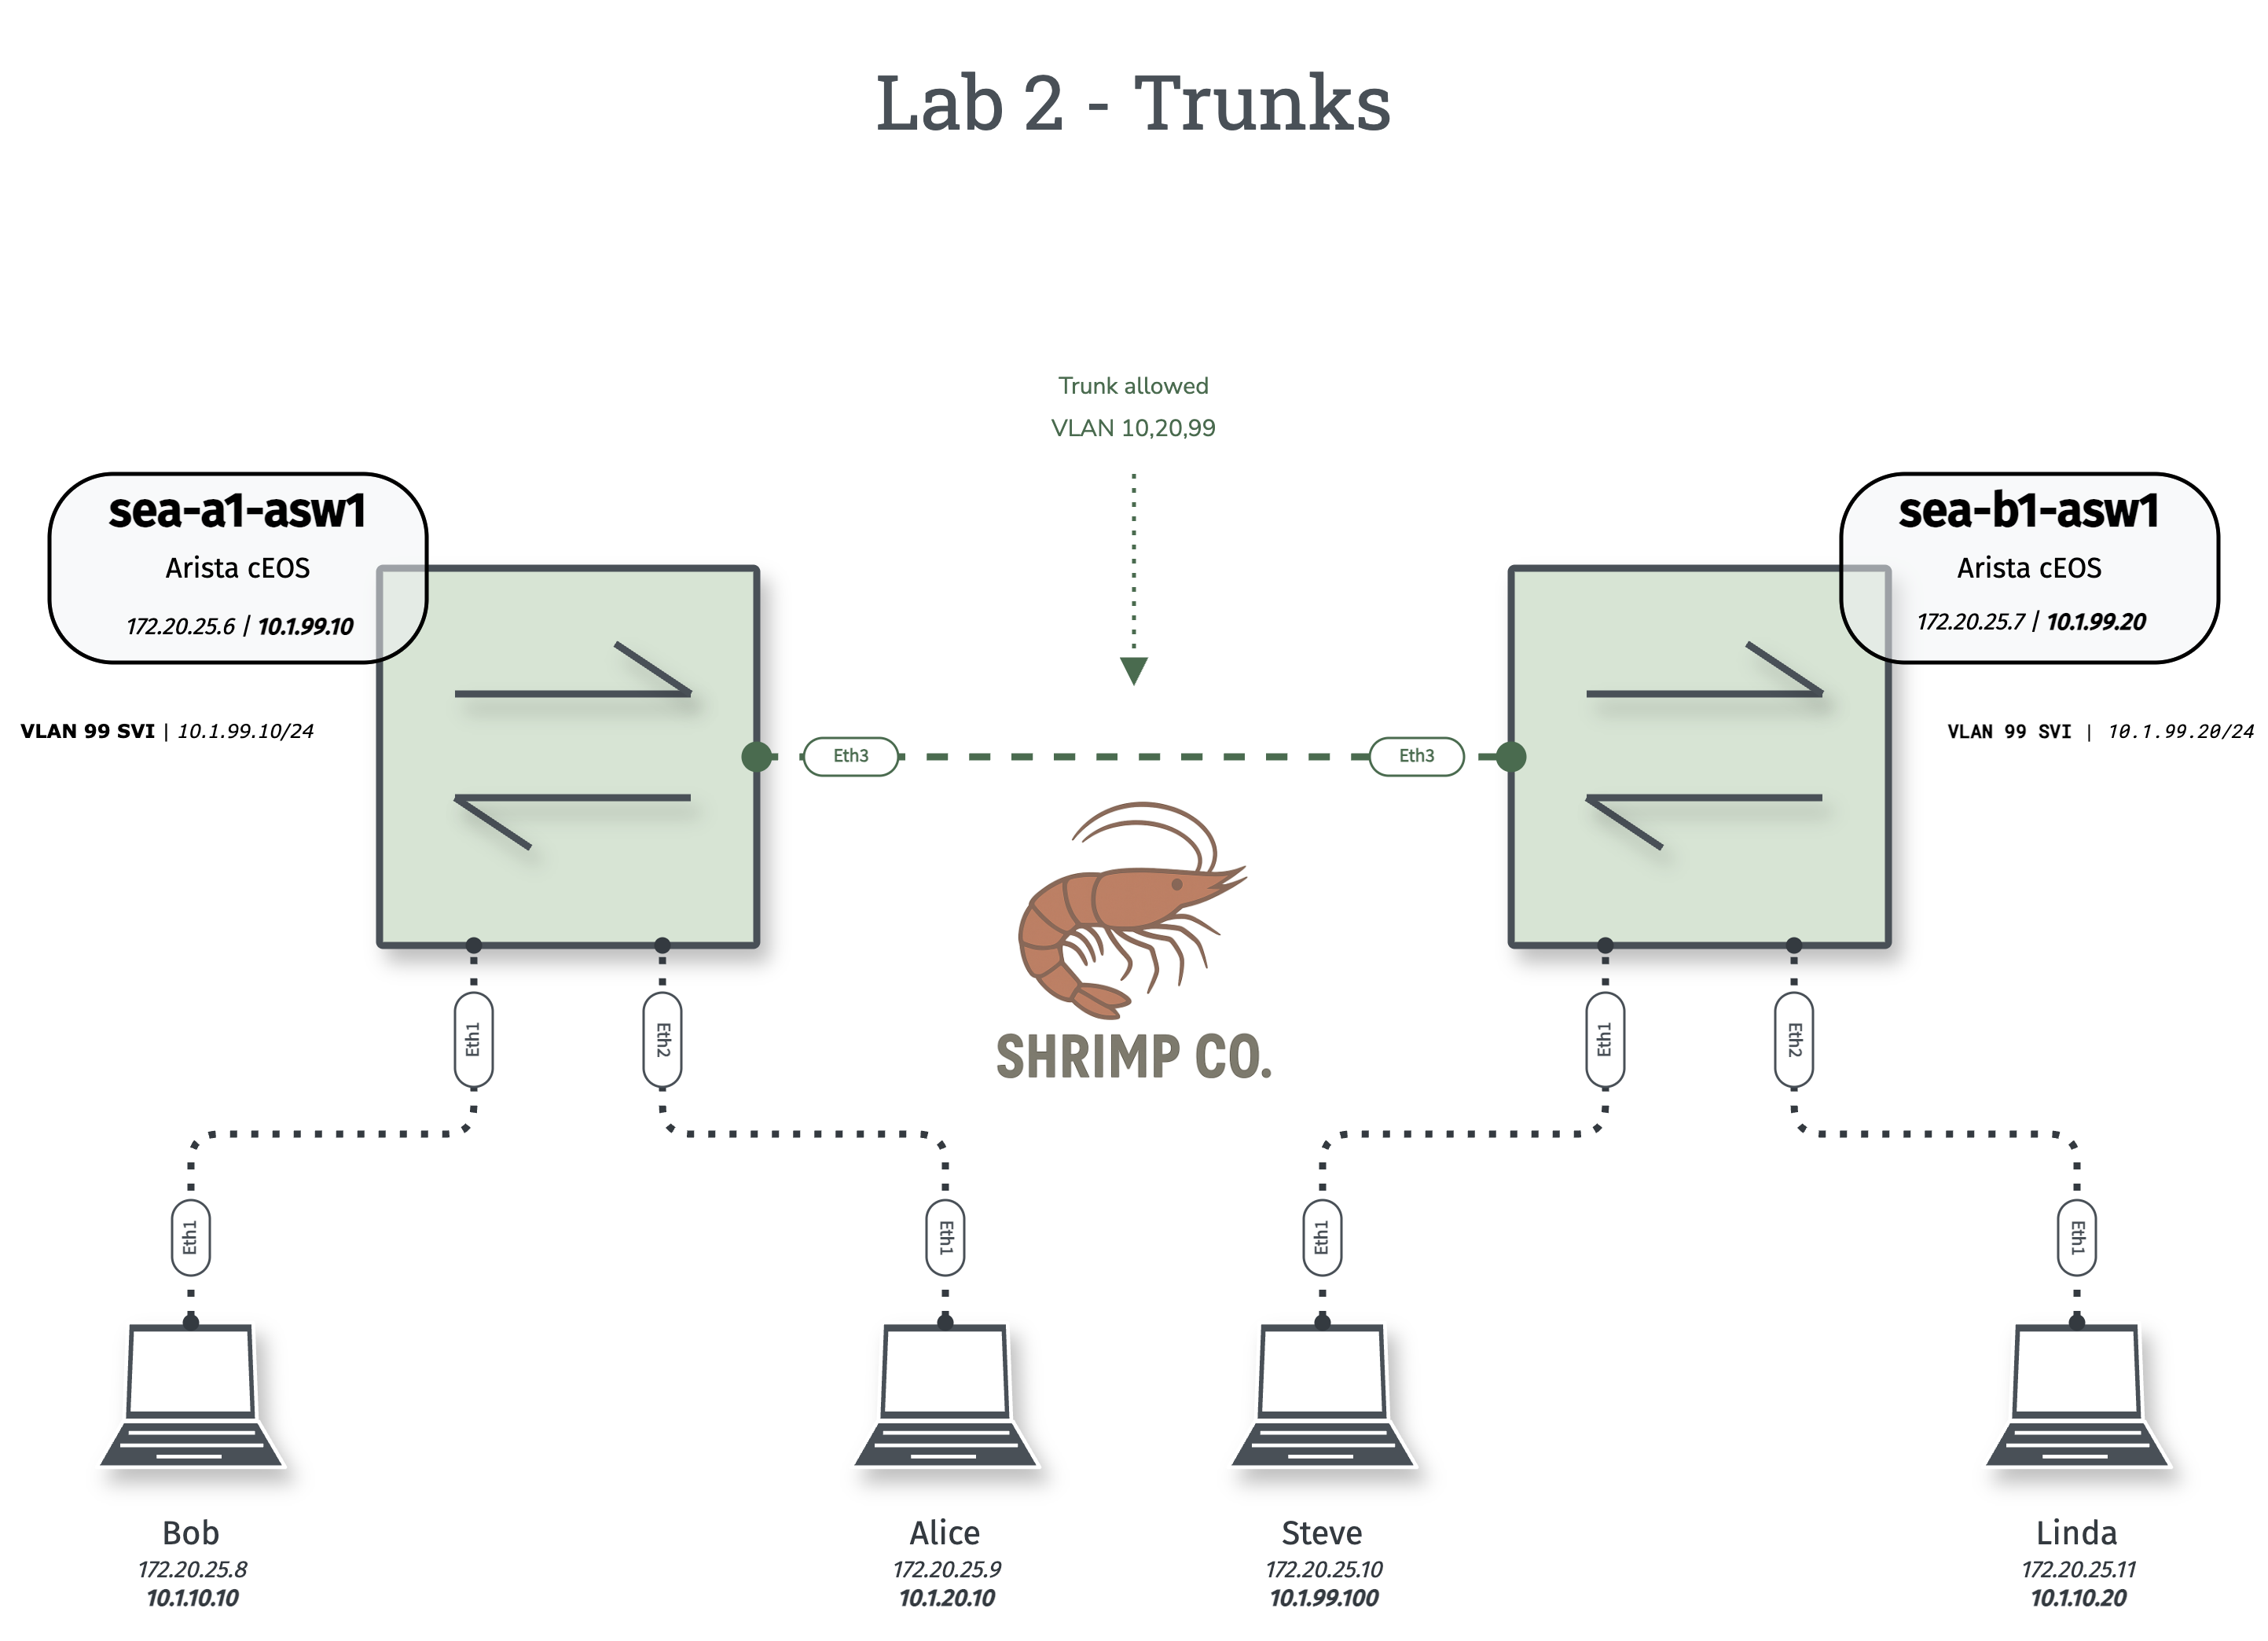 Lab 2 - Trunks
Trunk allowed
VLAN 10,20,99
sea-a1-asw1
Arista cEOS
172.20.25.6 | 10.1.99.10
sea-b1-asw1
Arista cEOS
172.20.25.7 | 10.1.99.20
VLAN 99 SVI | 10.1.99.10/24
VLAN 99 SVI | 10.1.99.20/24
Eth3
Eth3
SHRIMP CO.
Eth1
Eth2
Eth1
Eth2
Eth1
Eth1
Eth1
Eth1
Bob
172.20.25.8
10.1.10.10
Alice
172.20.25.9
10.1.20.10
Steve
172.20.25.10
10.1.99.100
Linda
172.20.25.11
10.1.10.20